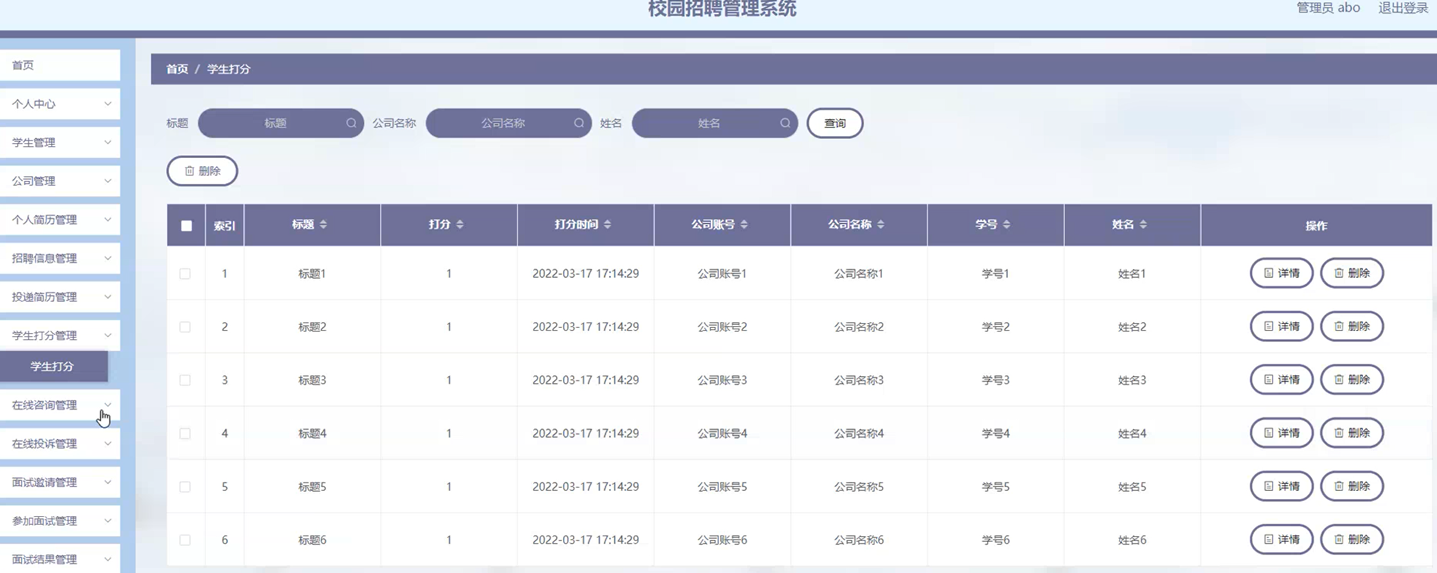 校园招聘管理系统
管理员 abo 退出登录
首页
个人中心
学生管理
公司管理
个人简历管理
招聘信息管理
投递简历管理
学生打分管理
学生打分
在线咨询管理
在线投诉管理
面试邀请管理
参加面试管理
面试结果管理
首页 / 学生打分
标题 标题 公司名称 公司名称 姓名 姓名 查询
删除
索引 标题 打分 打分时间 公司账号 公司名称 学号 姓名 操作
1 标题1 1 2022-03-17 17:14:29 公司账号1 公司名称1 学号1 姓名1 详情 删除
2 标题2 1 2022-03-17 17:14:29 公司账号2 公司名称2 学号2 姓名2 详情 删除
3 标题3 1 2022-03-17 17:14:29 公司账号3 公司名称3 学号3 姓名3 详情 删除
4 标题4 1 2022-03-17 17:14:29 公司账号4 公司名称4 学号4 姓名4 详情 删除
5 标题5 1 2022-03-17 17:14:29 公司账号5 公司名称5 学号5 姓名5 详情 删除
6 标题6 1 2022-03-17 17:14:29 公司账号6 公司名称6 学号6 姓名6 详情 删除